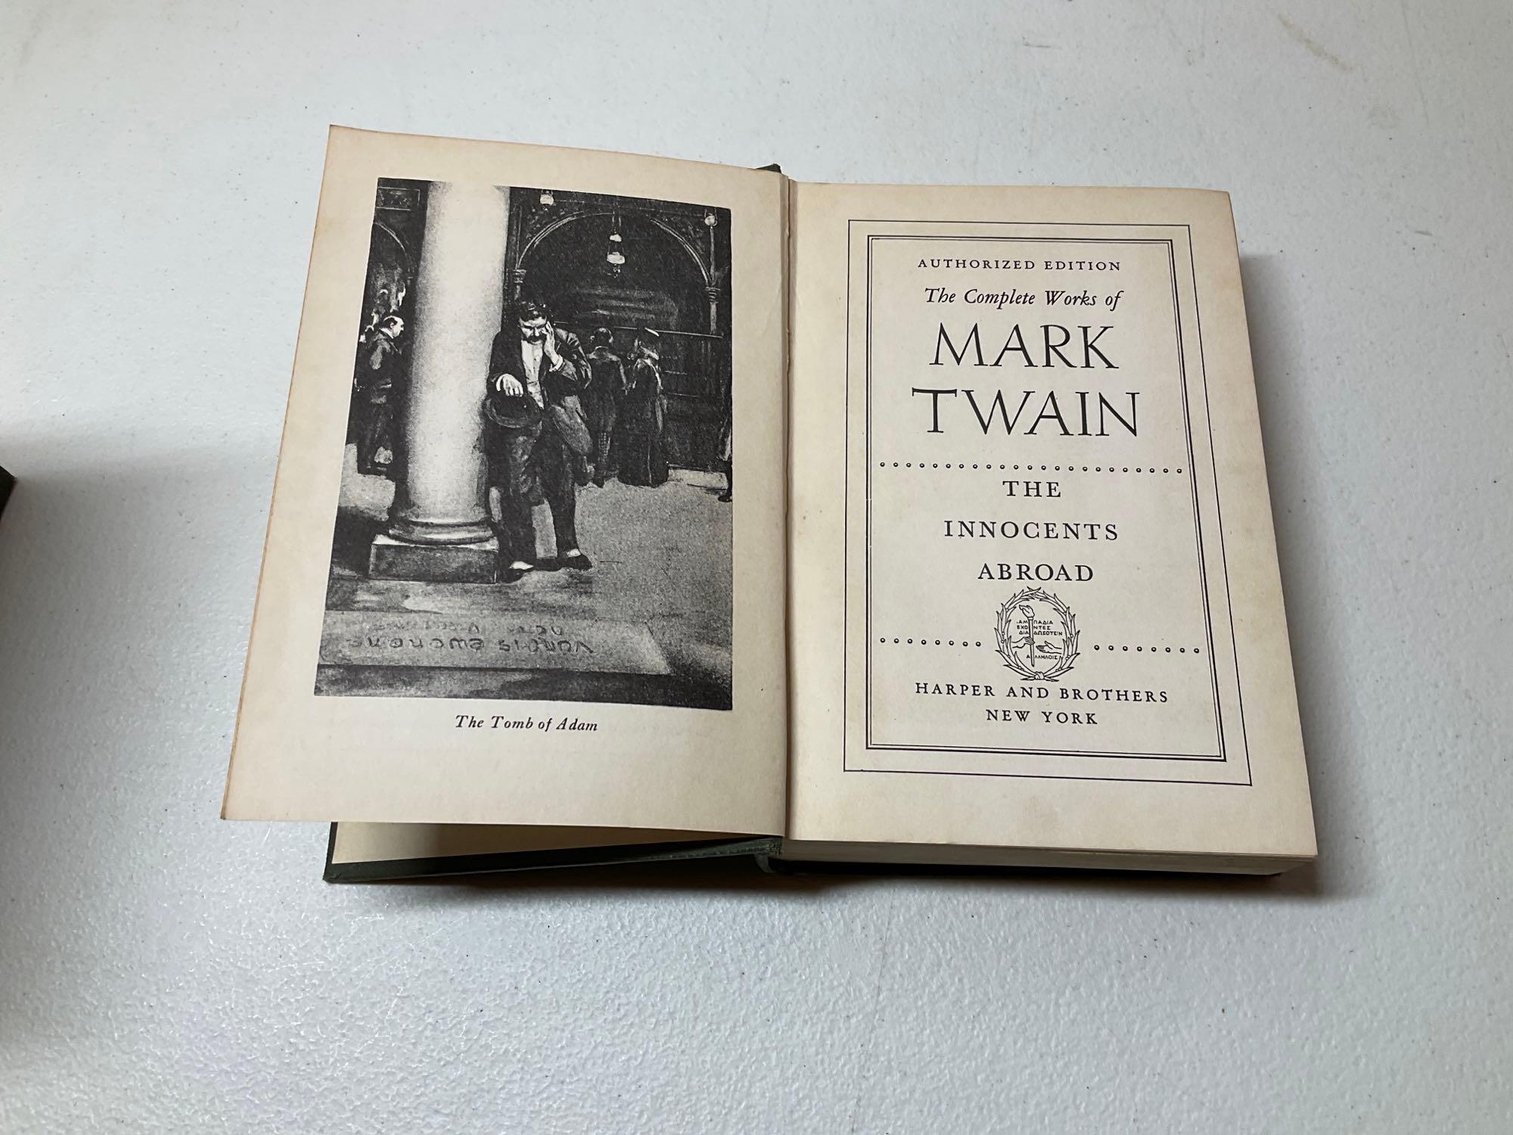 The Tomb of Adam
AUTHORIZED EDITION
The Complete Works of
MARK
TWAIN
THE
INNOCENTS
ABROAD
HARPER AND BROTHERS
NEW YORK